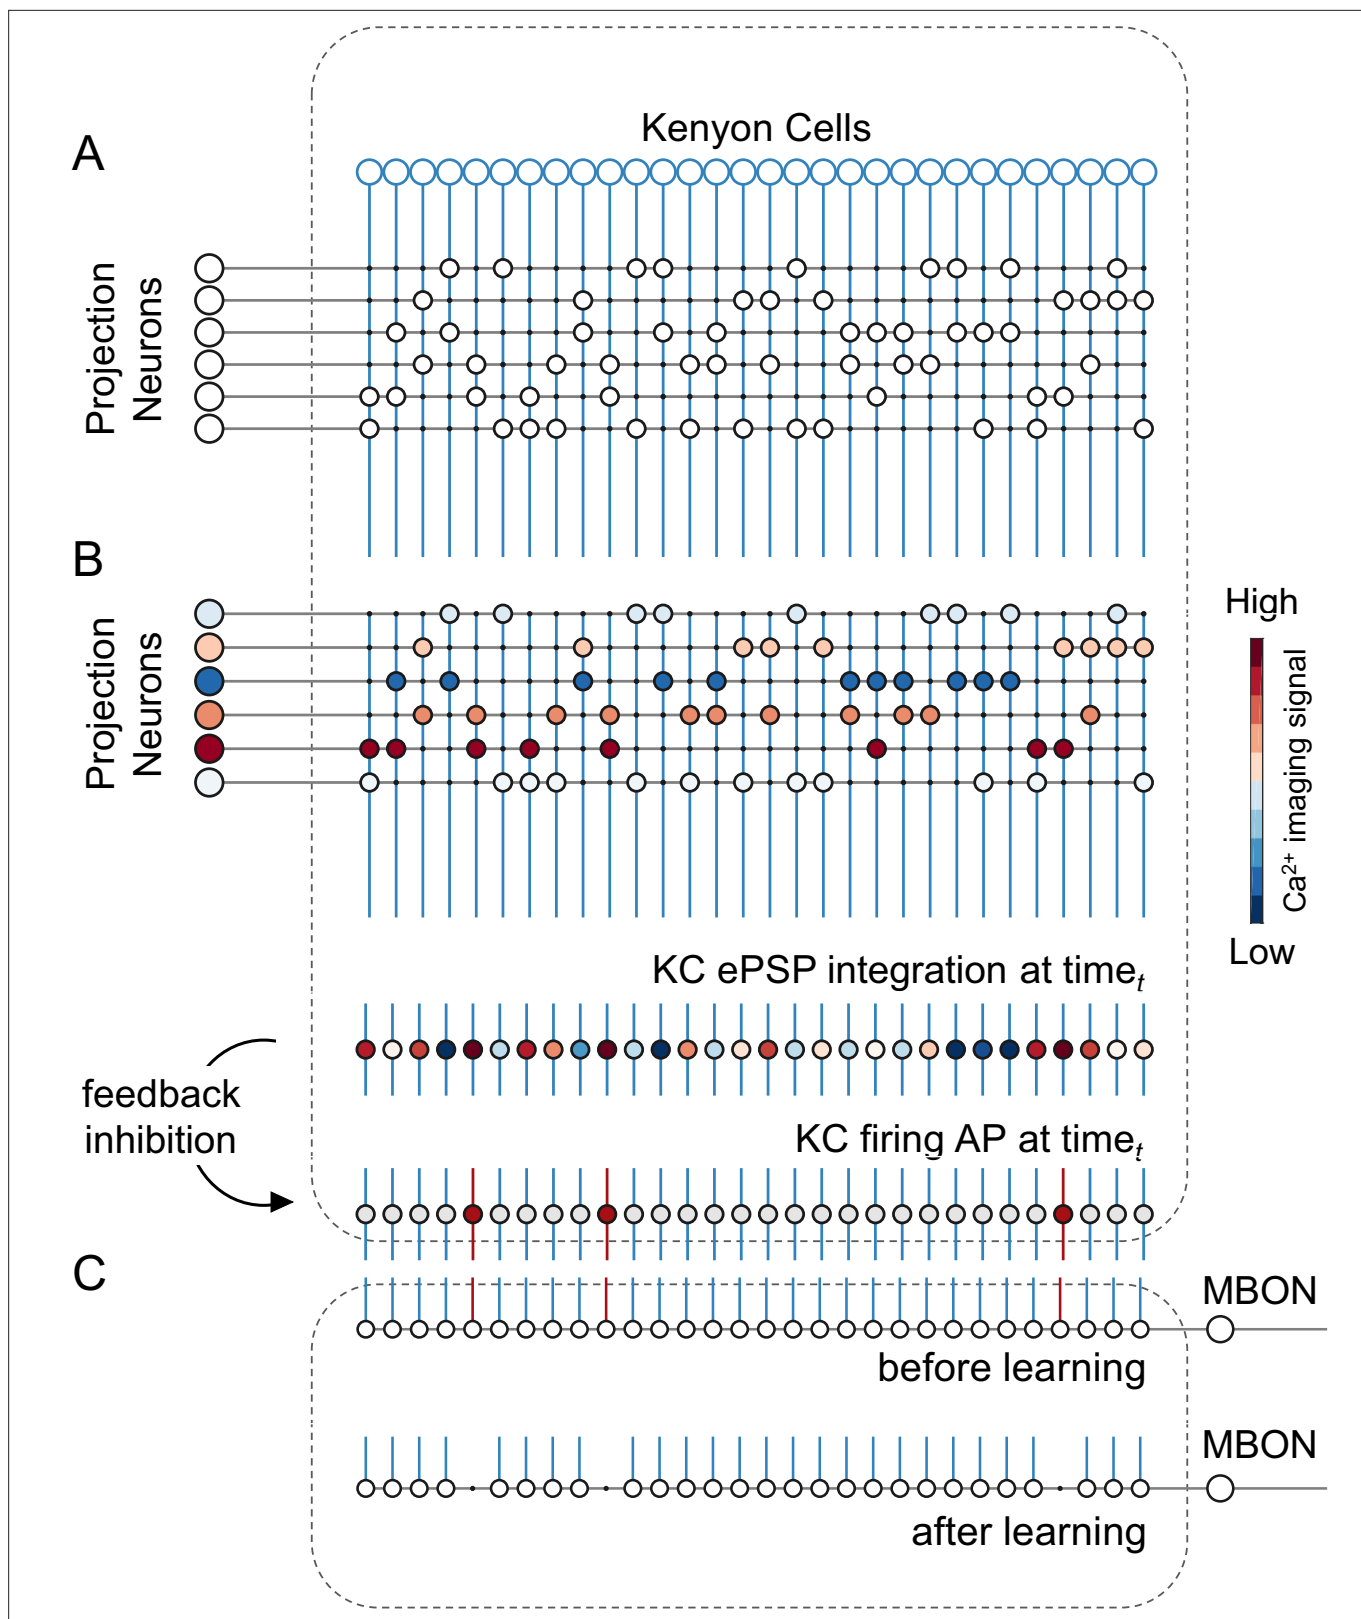 A
Kenyon Cells
Projection
Neurons
B
Projection
Neurons
High
Ca²⁺ imaging signal
Low
KC ePSP integration at timeₜ
feedback
inhibition
KC firing AP at timeₜ
C
MBON
before learning
MBON
after learning